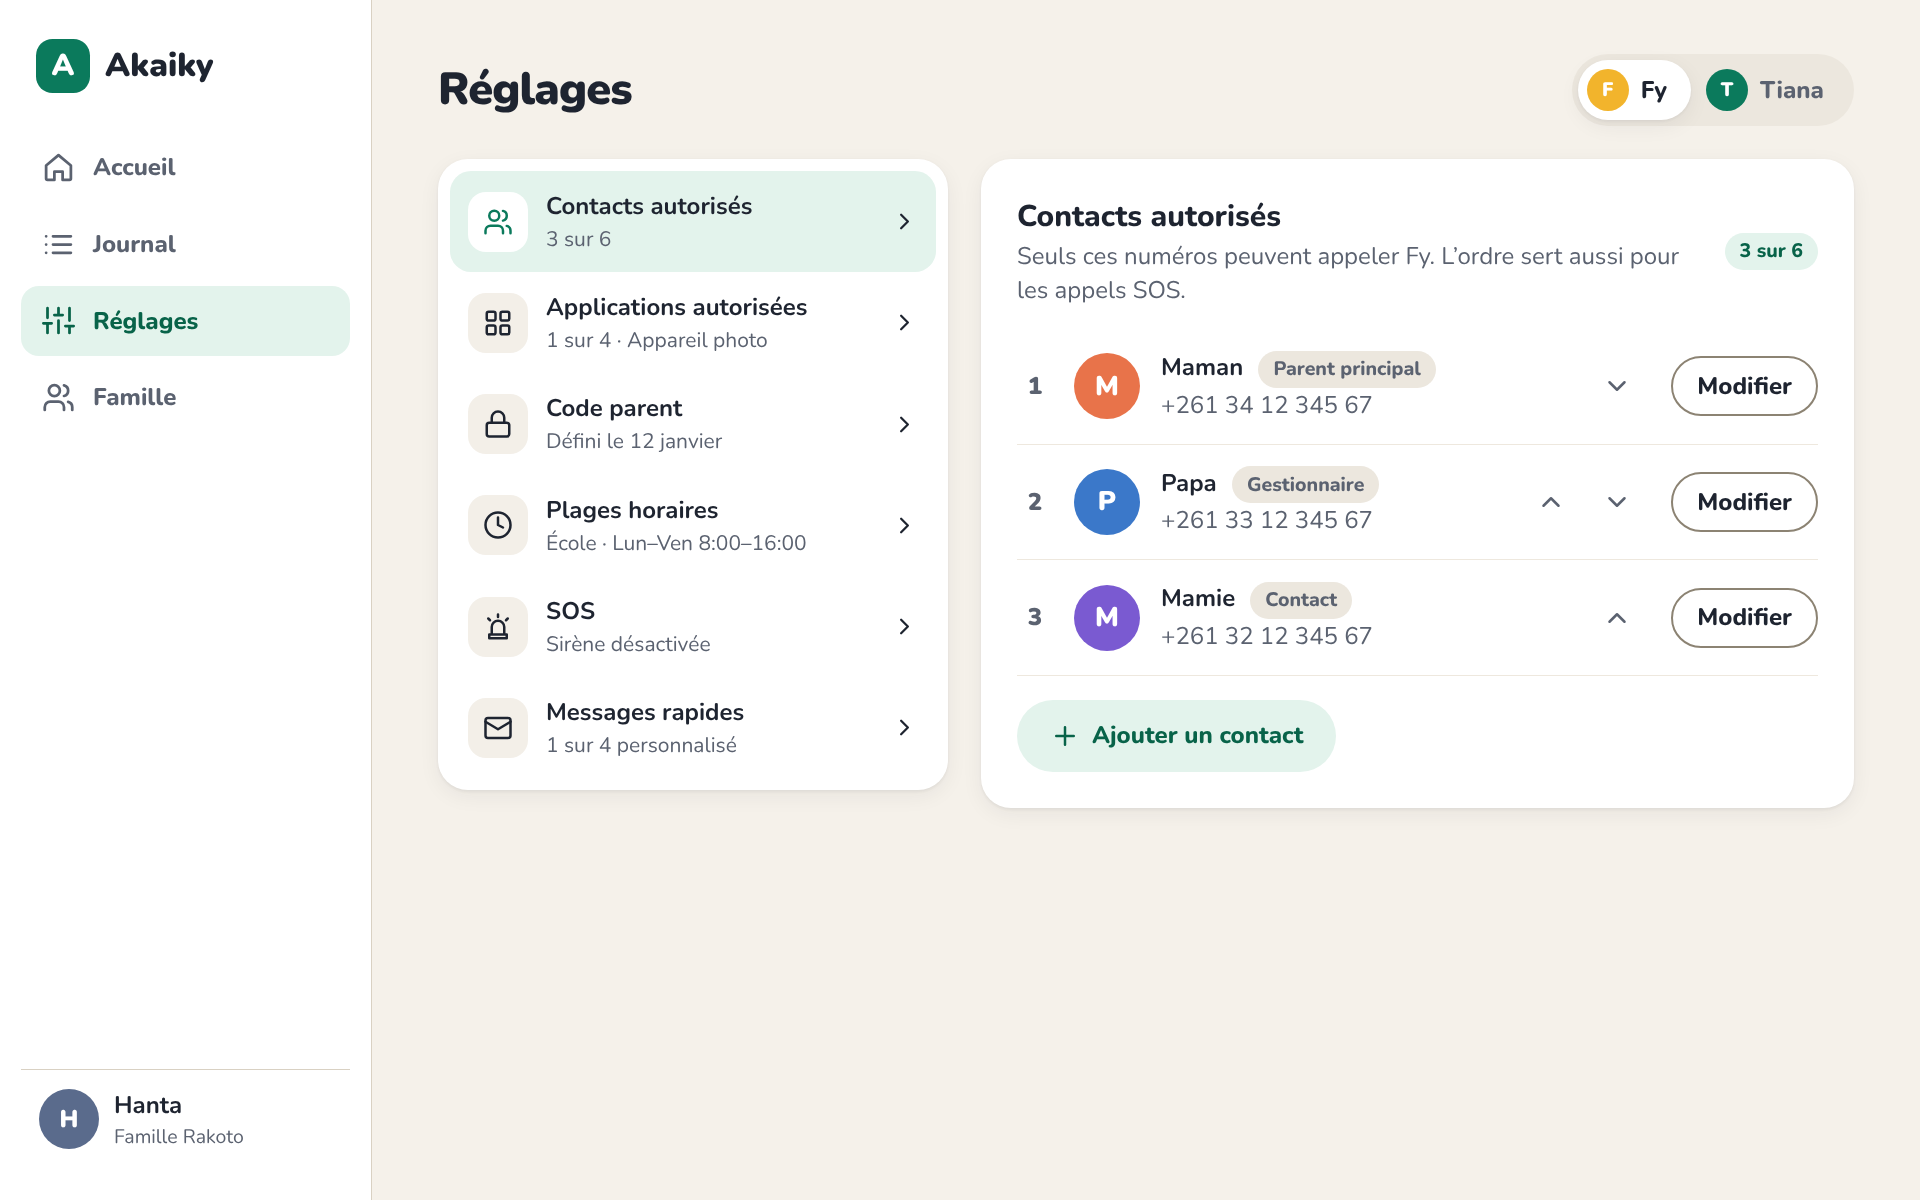 A Akaiky
Accueil
Journal
Réglages
Famille
H
Hanta
Famille Rakoto
Réglages
F Fy
T Tiana
Contacts autorisés
3 sur 6
Applications autorisées
1 sur 4 · Appareil photo
Code parent
Défini le 12 janvier
Plages horaires
École · Lun–Ven 8:00–16:00
SOS
Sirène désactivée
Messages rapides
1 sur 4 personnalisé
Contacts autorisés
Seuls ces numéros peuvent appeler Fy. L’ordre sert aussi pour
les appels SOS.
3 sur 6
1 M Maman Parent principal
+261 34 12 345 67
Modifier
2 P Papa Gestionnaire
+261 33 12 345 67
Modifier
3 M Mamie Contact
+261 32 12 345 67
Modifier
Ajouter un contact